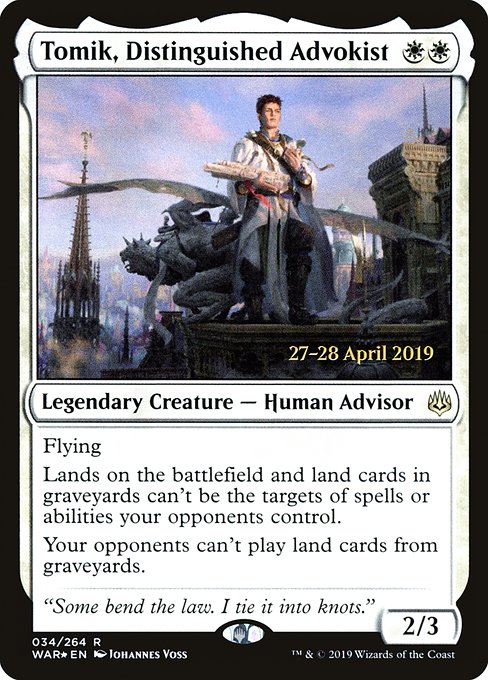 Tomik, Distinguished Advokist
27–28 April 2019
Legendary Creature — Human Advisor
Flying
Lands on the battlefield and land cards in
graveyards can't be the targets of spells or
abilities your opponents control.
Your opponents can't play land cards from
graveyards.
"Some bend the law. I tie it into knots."
2/3
034/264 R
WAR★EN Johannes Voss
™ & © 2019 Wizards of the Coast